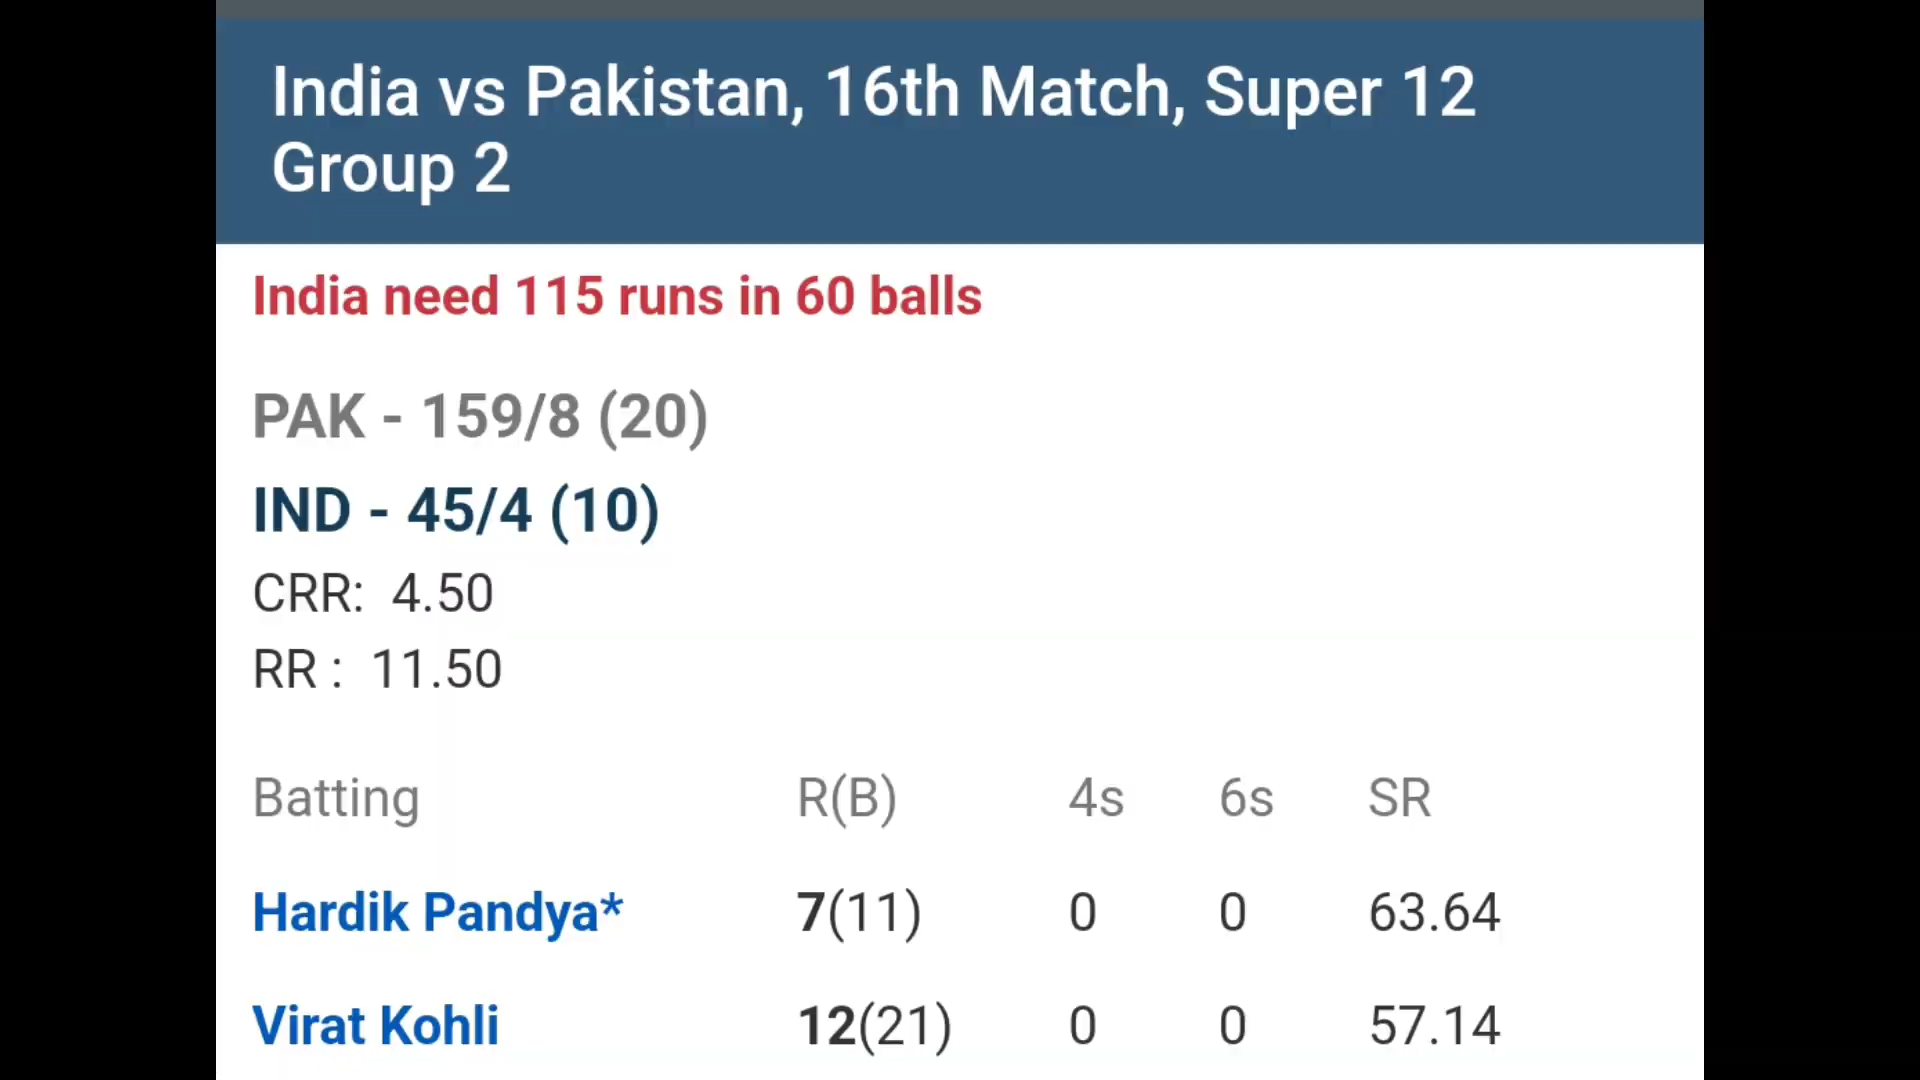 India vs Pakistan, 16th Match, Super 12
Group 2
India need 115 runs in 60 balls
PAK - 159/8 (20)
IND - 45/4 (10)
CRR: 4.50
RR : 11.50
Batting R(B) 4s 6s SR
Hardik Pandya* 7(11) 0 0 63.64
Virat Kohli 12(21) 0 0 57.14